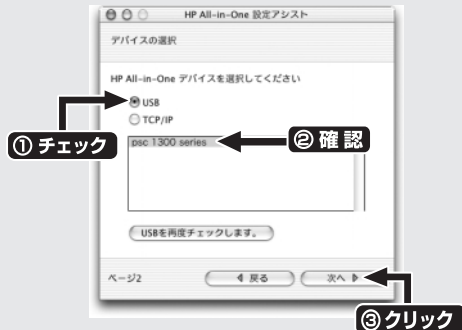 HP All-in-One 設定アシスト
デバイスの選択
HP All-in-One デバイスを選択してください
USB
TCP/IP
① チェック
② 確認
psc 1300 series
USBを再度チェックします。
ページ2
戻る
次へ
③ クリック